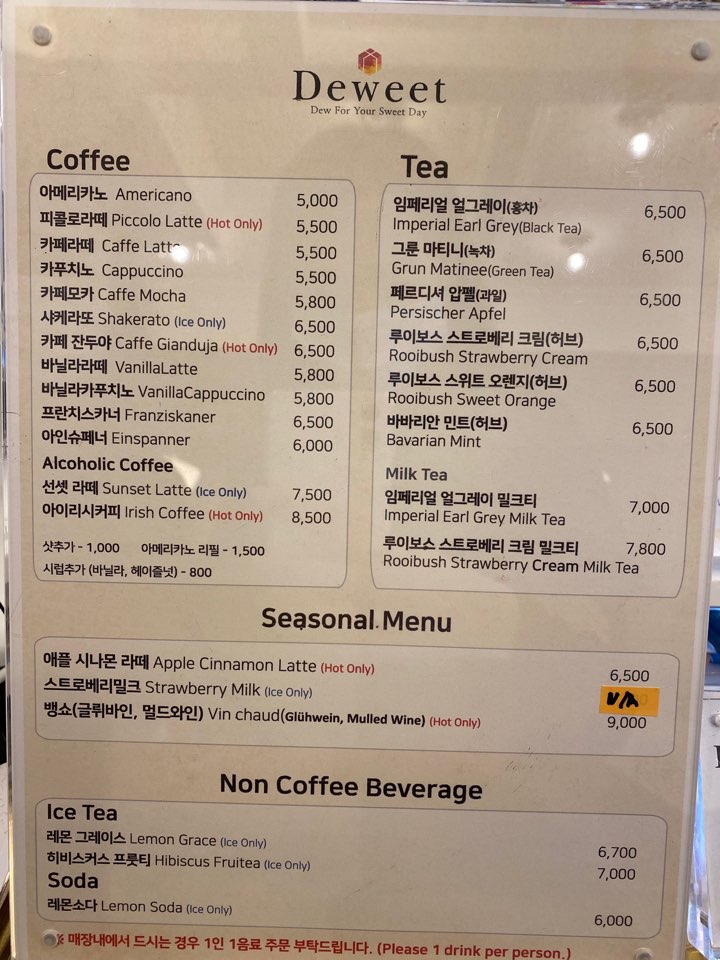 Deweet
Dew For Your Sweet Day
Coffee
아메리카노 Americano 5,000
피콜로라떼 Piccolo Latte (Hot Only) 5,500
카페라떼 Caffe Latte 5,500
카푸치노 Cappuccino 5,500
카페모카 Caffe Mocha 5,800
샤케라또 Shakerato (Ice Only) 6,500
카페 잔두야 Caffe Gianduja (Hot Only) 6,500
바닐라라떼 VanillaLatte 5,800
바닐라카푸치노 VanillaCappuccino 5,800
프란치스카너 Franziskaner 6,500
아인슈페너 Einspanner 6,000
Alcoholic Coffee
선셋 라떼 Sunset Latte (Ice Only) 7,500
아이리시커피 Irish Coffee (Hot Only) 8,500
샷추가 - 1,000 아메리카노 리필 - 1,500
시럽추가 (바닐라, 헤이즐넛) - 800
Tea
임페리얼 얼그레이(홍차) 6,500
Imperial Earl Grey(Black Tea)
그룬 마티니(녹차) 6,500
Grun Matinee(Green Tea)
페르디셔 압펠(과일) 6,500
Persischer Apfel
루이보스 스트로베리 크림(허브) 6,500
Rooibush Strawberry Cream
루이보스 스위트 오렌지(허브) 6,500
Rooibush Sweet Orange
바바리안 민트(허브) 6,500
Bavarian Mint
Milk Tea
임페리얼 얼그레이 밀크티 7,000
Imperial Earl Grey Milk Tea
루이보스 스트로베리 크림 밀크티 7,800
Rooibush Strawberry Cream Milk Tea
Seasonal Menu
애플 시나몬 라떼 Apple Cinnamon Latte (Hot Only) 6,500
스트로베리밀크 Strawberry Milk (Ice Only)
뱅쇼(글뤼바인, 멀드와인) Vin chaud(Glühwein, Mulled Wine) (Hot Only) 9,000
Non Coffee Beverage
Ice Tea
레몬 그레이스 Lemon Grace (Ice Only) 6,700
히비스커스 프룻티 Hibiscus Fruitea (Ice Only) 7,000
Soda
레몬소다 Lemon Soda (Ice Only) 6,000
※ 매장내에서 드시는 경우 1인 1음료 주문 부탁드립니다. (Please 1 drink per person.)